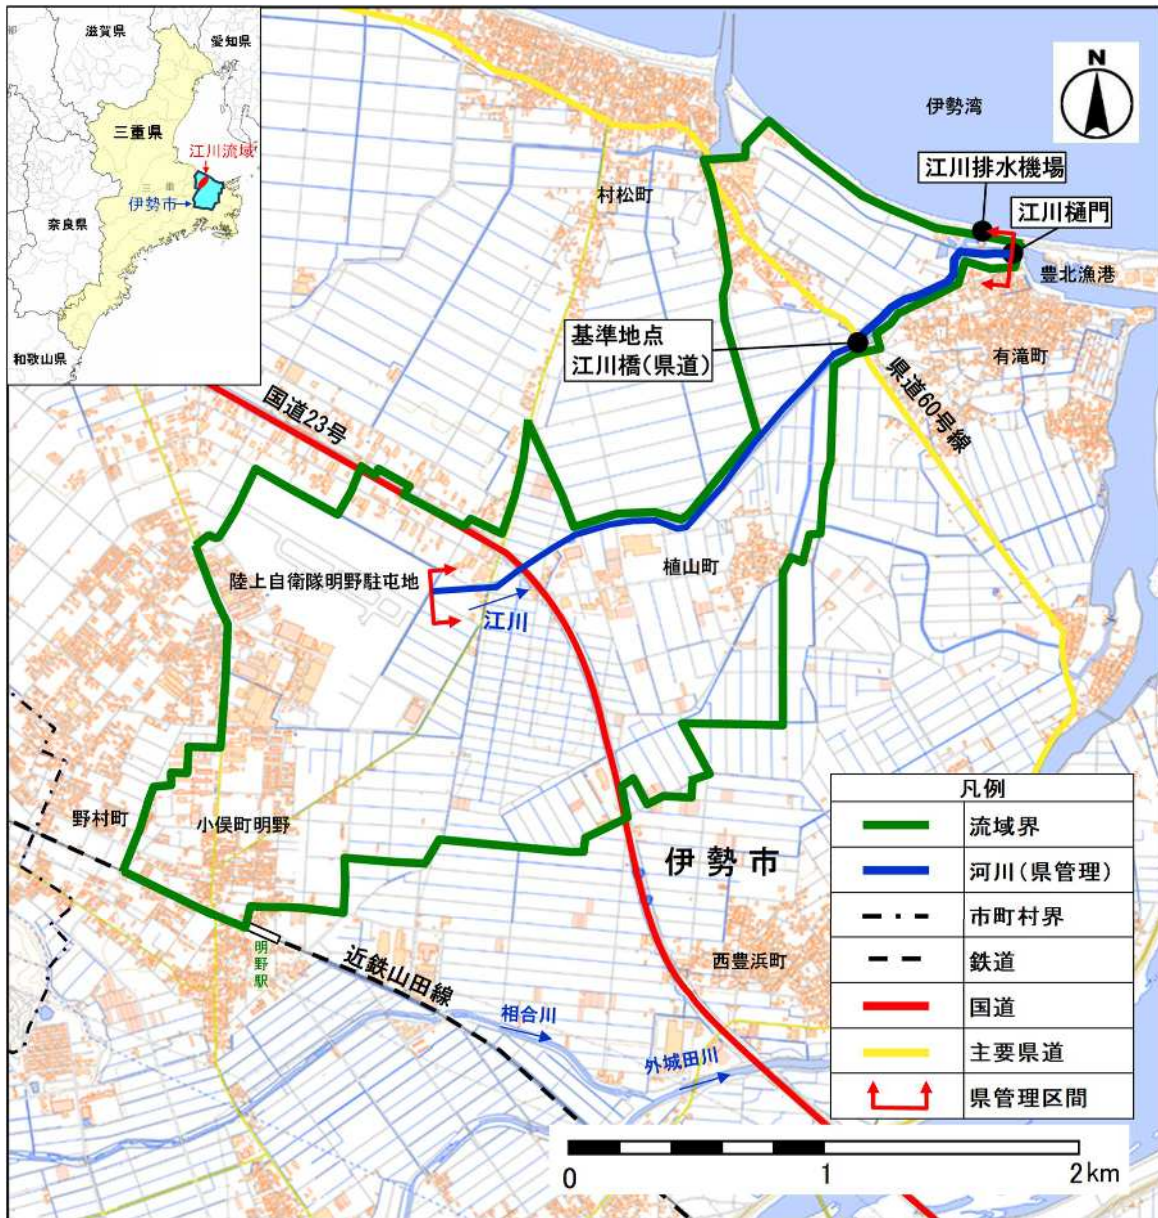 滋賀県
愛知県
三重県
江川流域
三重
伊勢市
奈良県
和歌山県
N
伊勢湾
江川排水機場
江川樋門
村松町
豊北漁港
基準地点
江川橋(県道)
有滝町
県道60号線
国道23号
陸上自衛隊明野駐屯地
植山町
江川
野村町
小俣町明野
伊勢市
明野駅
近鉄山田線
西豊浜町
相合川
外城田川
凡例
流域界
河川(県管理)
市町村界
鉄道
国道
主要県道
県管理区間
0 1 2km